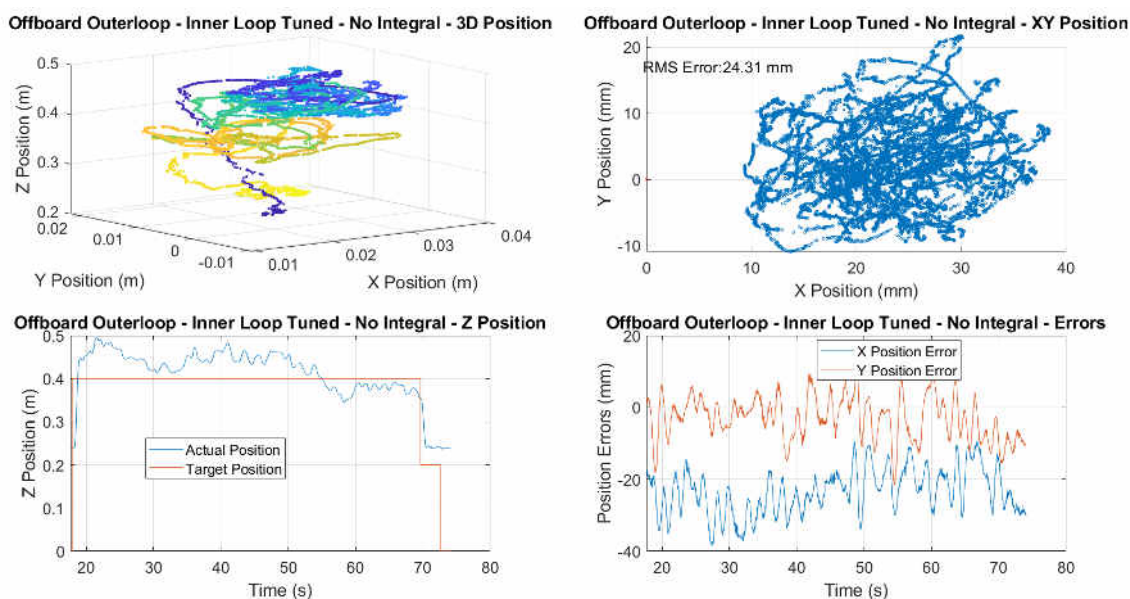 Offboard Outerloop - Inner Loop Tuned - No Integral - 3D Position
0.5
0.4
0.3
0.2
Z Position (m)
0.02
0.01
0
-0.01
Y Position (m)
0.01
0.02
0.03
0.04
X Position (m)
Offboard Outerloop - Inner Loop Tuned - No Integral - XY Position
RMS Error:24.31 mm
20
10
0
-10
Y Position (mm)
0
10
20
30
40
X Position (mm)
Offboard Outerloop - Inner Loop Tuned - No Integral - Z Position
0.5
0.4
0.3
0.2
0.1
0
Z Position (m)
Actual Position
Target Position
20
30
40
50
60
70
80
Time (s)
Offboard Outerloop - Inner Loop Tuned - No Integral - Errors
X Position Error
Y Position Error
0
-20
-40
Position Errors (mm)
20
30
40
50
60
70
80
Time (s)